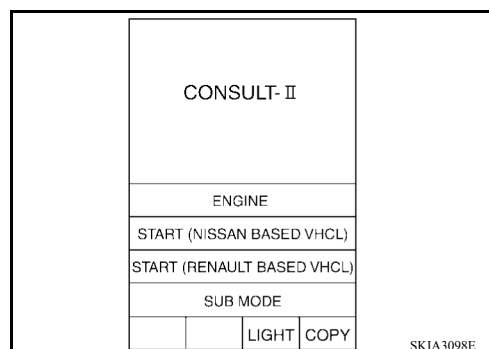 CONSULT-Ⅱ
ENGINE
START (NISSAN BASED VHCL)
START (RENAULT BASED VHCL)
SUB MODE
LIGHT COPY
SKIA3098E